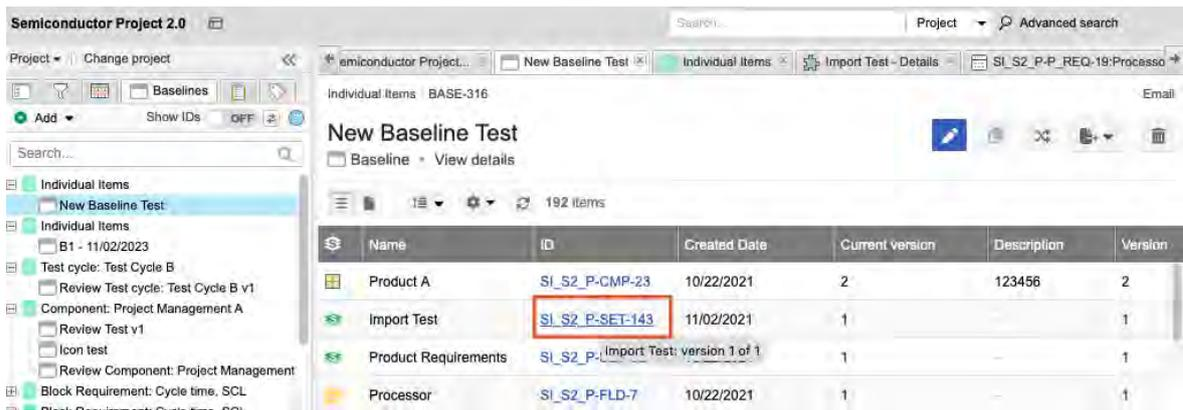 Semiconductor Project 2.0
Search... Project Advanced search
Project Change project
emiconductor Project... New Baseline Test Individual Items Import Test - Details SI_S2_P-P_REQ-19:Processo
Baselines
Individual Items BASE-316 Email
Add Show IDs OFF
New Baseline Test
Search...
Baseline • View details
Individual Items
New Baseline Test
192 items
Individual Items
B1 - 11/02/2023
Name ID Created Date Current version Description Version
Test cycle: Test Cycle B
Review Test cycle: Test Cycle B v1
Product A SI_S2_P-CMP-23 10/22/2021 2 123456 2
Component: Project Management A
Review Test v1
Import Test SI_S2_P-SET-143 11/02/2021 1 1
Icon test
Import Test: version 1 of 1
Review Component: Project Management
Product Requirements SI_S2_P- 1 1
Block Requirement: Cycle time, SCL
Processor SI_S2_P-FLD-7 10/22/2021 1 1
Block Requirement: Cycle time, SCL